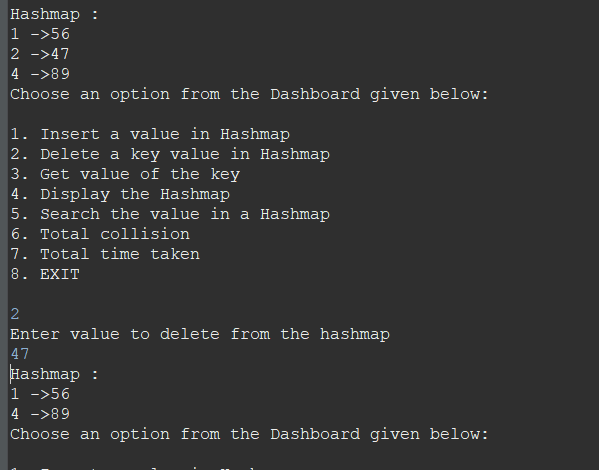 Hashmap :
1 ->56
2 ->47
4 ->89
Choose an option from the Dashboard given below:
1. Insert a value in Hashmap
2. Delete a key value in Hashmap
3. Get value of the key
4. Display the Hashmap
5. Search the value in a Hashmap
6. Total collision
7. Total time taken
8. EXIT
2
Enter value to delete from the hashmap
47
Hashmap :
1 ->56
4 ->89
Choose an option from the Dashboard given below: